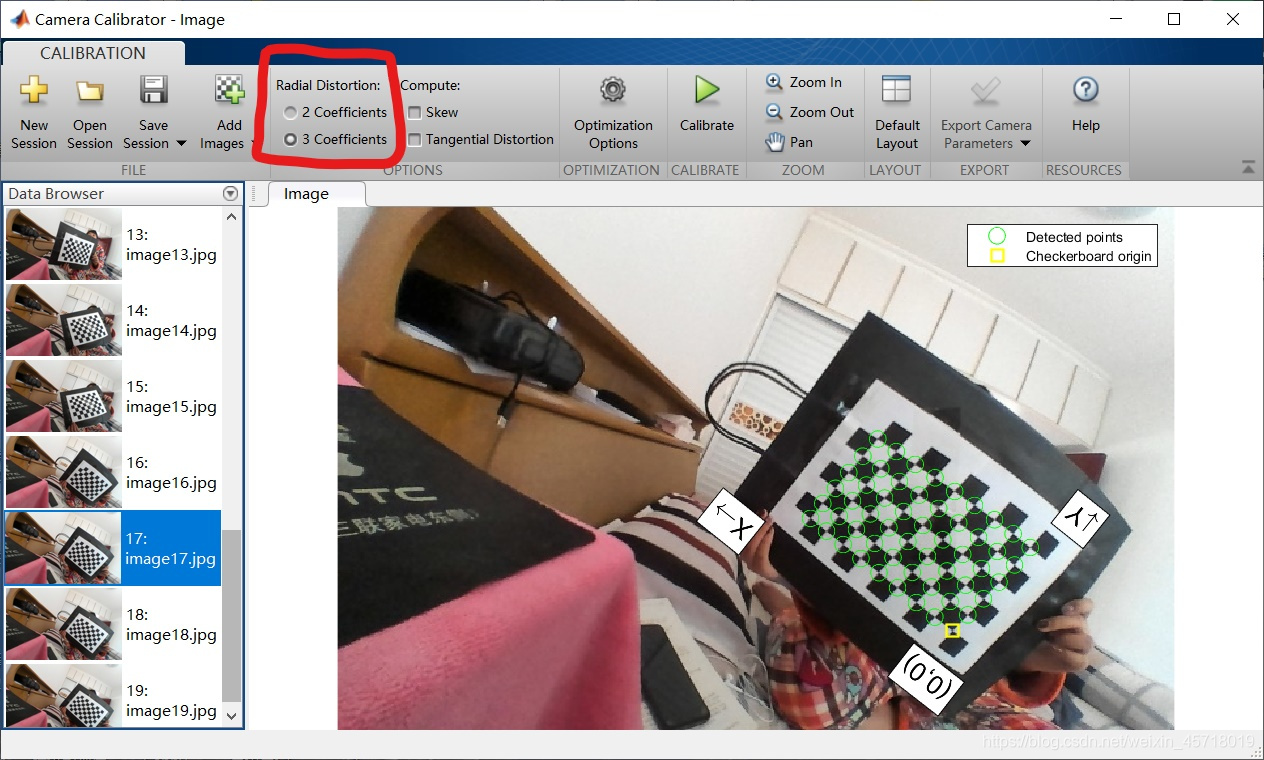 Camera Calibrator - Image
CALIBRATION
New
Session
Open
Session
Save
Session
Add
Images
FILE
Radial Distortion:
2 Coefficients
3 Coefficients
Compute:
Skew
Tangential Distortion
OPTIONS
Optimization
Options
OPTIMIZATION
Calibrate
CALIBRATE
Zoom In
Zoom Out
Pan
ZOOM
Default
Layout
LAYOUT
Export Camera
Parameters
EXPORT
Help
RESOURCES
Data Browser
13:
image13.jpg
14:
image14.jpg
15:
image15.jpg
16:
image16.jpg
17:
image17.jpg
18:
image18.jpg
19:
image19.jpg
Image
Detected points
Checkerboard origin
X→
Y→
(0,0)
https://blog.csdn.net/weixin_45718019